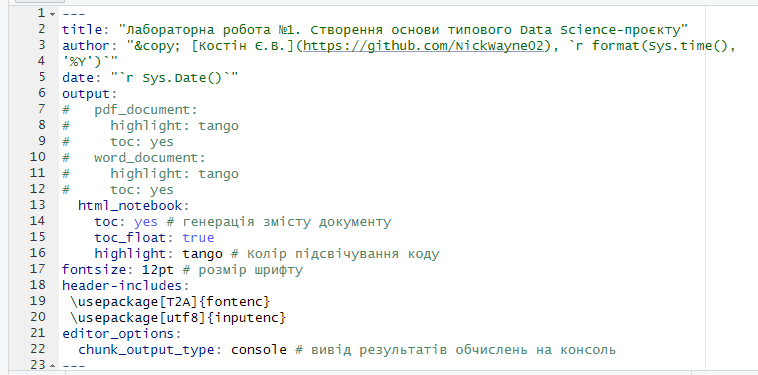 1 ---
2 title: "Лабораторна робота №1. Створення основи типового Data Science-проєкту"
3 author: "&copy; [Костін Є.В.](https://github.com/NickWayne02), `r format(Sys.time(),
4 '%Y')`"
5 date: "`r Sys.Date()`"
6 output:
7 #   pdf_document:
8 #     highlight: tango
9 #     toc: yes
10 #   word_document:
11 #     highlight: tango
12 #     toc: yes
13   html_notebook:
14     toc: yes # генерація змісту документу
15     toc_float: true
16     highlight: tango # Колір підсвічування коду
17 fontsize: 12pt # розмір шрифту
18 header-includes:
19  \usepackage[T2A]{fontenc}
20  \usepackage[utf8]{inputenc}
21 editor_options:
22   chunk_output_type: console # вивід результатів обчислень на консоль
23 ---